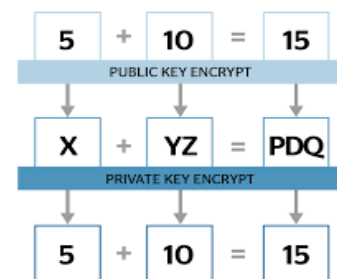 5 + 10 = 15
PUBLIC KEY ENCRYPT
X + YZ = PDQ
PRIVATE KEY ENCRYPT
5 + 10 = 15